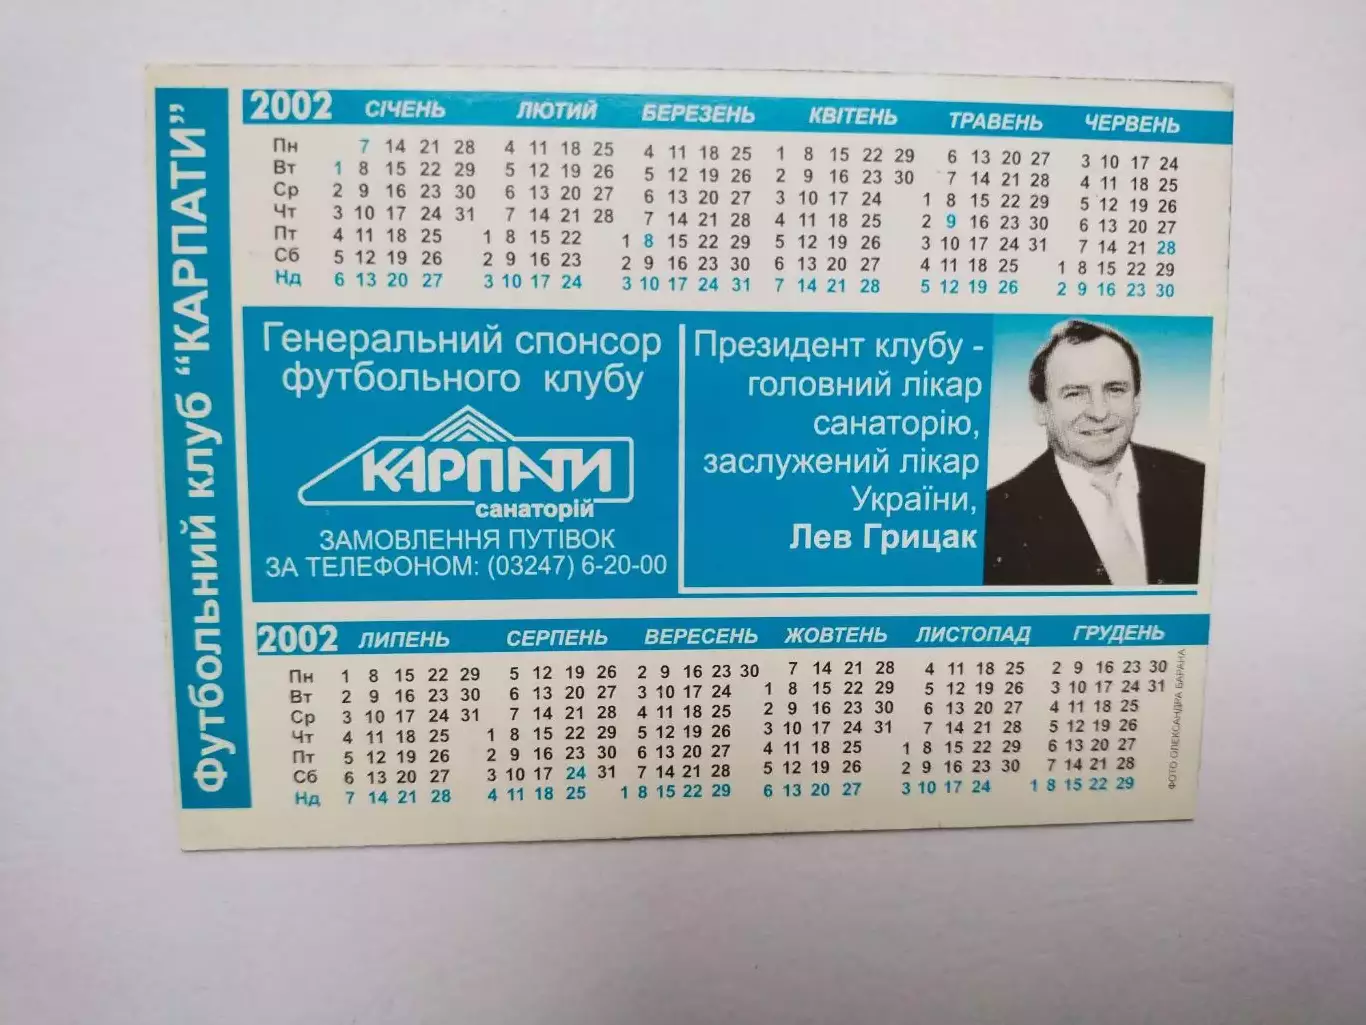 Футбольний клуб “КАРПАТИ”
2002 СІЧЕНЬ ЛЮТИЙ БЕРЕЗЕНЬ КВІТЕНЬ ТРАВЕНЬ ЧЕРВЕНЬ
Пн 7 14 21 28 4 11 18 25 4 11 18 25 1 8 15 22 29 6 13 20 27 3 10 17 24
Вт 1 8 15 22 29 5 12 19 26 5 12 19 26 2 9 16 23 30 7 14 21 28 4 11 18 25
Ср 2 9 16 23 30 6 13 20 27 6 13 20 27 3 10 17 24 1 8 15 22 29 5 12 19 26
Чт 3 10 17 24 31 7 14 21 28 7 14 21 28 4 11 18 25 2 9 16 23 30 6 13 20 27
Пт 4 11 18 25 1 8 15 22 1 8 15 22 29 5 12 19 26 3 10 17 24 31 7 14 21 28
Сб 5 12 19 26 2 9 16 23 2 9 16 23 30 6 13 20 27 4 11 18 25 1 8 15 22 29
Нд 6 13 20 27 3 10 17 24 3 10 17 24 31 7 14 21 28 5 12 19 26 2 9 16 23 30
Генеральний спонсор
футбольного клубу
КАРПАТИ
санаторій
ЗАМОВЛЕННЯ ПУТІВОК
ЗА ТЕЛЕФОНОМ: (03247) 6-20-00
Президент клубу -
головний лікар
санаторію,
заслужений лікар
України,
Лев Грицак
2002 ЛИПЕНЬ СЕРПЕНЬ ВЕРЕСЕНЬ ЖОВТЕНЬ ЛИСТОПАД ГРУДЕНЬ
Пн 1 8 15 22 29 5 12 19 26 2 9 16 23 30 7 14 21 28 4 11 18 25 2 9 16 23 30
Вт 2 9 16 23 30 6 13 20 27 3 10 17 24 1 8 15 22 29 5 12 19 26 3 10 17 24 31
Ср 3 10 17 24 31 7 14 21 28 4 11 18 25 2 9 16 23 30 6 13 20 27 4 11 18 25
Чт 4 11 18 25 1 8 15 22 29 5 12 19 26 3 10 17 24 31 7 14 21 28 5 12 19 26
Пт 5 12 19 26 2 9 16 23 30 6 13 20 27 4 11 18 25 1 8 15 22 29 6 13 20 27
Сб 6 13 20 27 3 10 17 24 31 7 14 21 28 5 12 19 26 2 9 16 23 30 7 14 21 28
Нд 7 14 21 28 4 11 18 25 1 8 15 22 29 6 13 20 27 3 10 17 24 1 8 15 22 29
ФОТО ОЛЕКСАНДРА БАРАНА